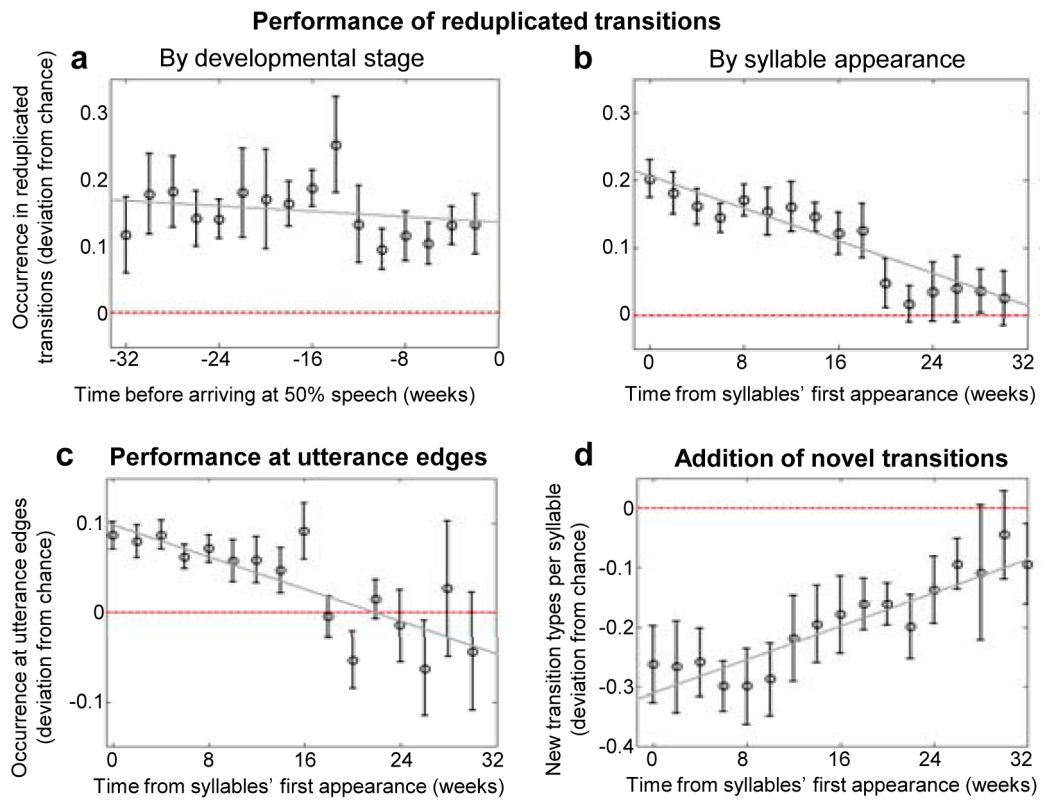 Performance of reduplicated transitions
a
By developmental stage
Occurrence in reduplicated
transitions (deviation from chance)
0.3
0.2
0.1
0
-32
-24
-16
-8
0
Time before arriving at 50% speech (weeks)
b
By syllable appearance
0.3
0.2
0.1
0
0
8
16
24
32
Time from syllables' first appearance (weeks)
c
Performance at utterance edges
Occurrence at utterance edges
(deviation from chance)
0.1
0
-0.1
0
8
16
24
32
Time from syllables' first appearance (weeks)
d
Addition of novel transitions
New transition types per syllable
(deviation from chance)
0
-0.1
-0.2
-0.3
-0.4
0
8
16
24
32
Time from syllables' first appearance (weeks)